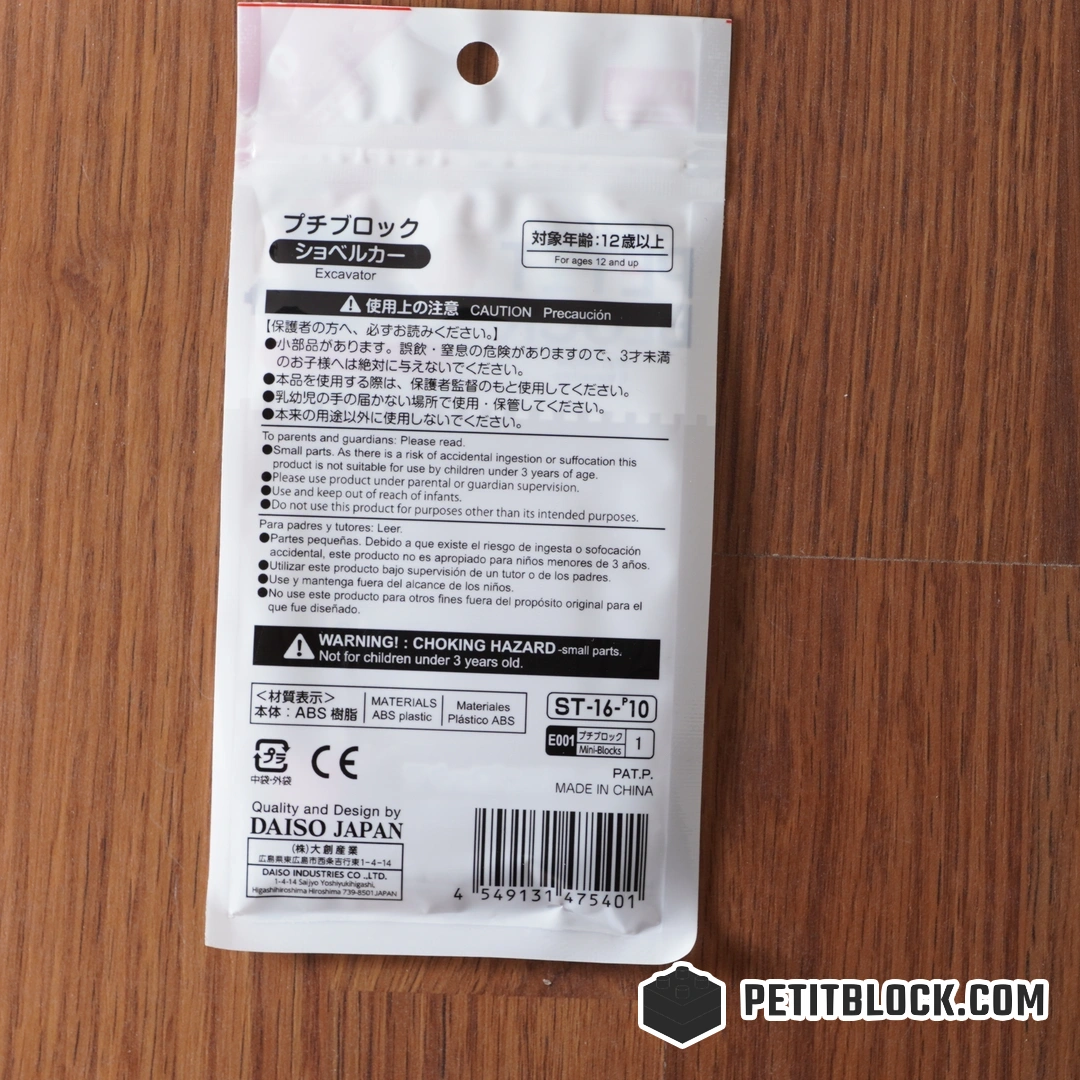 プチブロック
ショベルカー
Excavator
対象年齢:12歳以上
For ages 12 and up
使用上の注意 CAUTION Precaución
【保護者の方へ、必ずお読みください。】
●小部品があります。誤飲・窒息の危険がありますので、3才未満
のお子様へは絶対に与えないでください。
●本品を使用する際は、保護者監督のもと使用してください。
●乳幼児の手の届かない場所で使用・保管してください。
●本来の用途以外に使用しないでください。
To parents and guardians: Please read.
●Small parts. As there is a risk of accidental ingestion or suffocation this
product is not suitable for use by children under 3 years of age.
●Please use product under parental or guardian supervision.
●Use and keep out of reach of infants.
●Do not use this product for purposes other than its intended purposes.
Para padres y tutores: Leer.
●Partes pequeñas. Debido a que existe el riesgo de ingesta o sofocación
accidental, este producto no es apropiado para niños menores de 3 años.
●Utilizar este producto bajo supervisión de un tutor o de los padres.
●Use y mantenga fuera del alcance de los niños.
●No use este producto para otros fines fuera del propósito original para el
que fue diseñado.
WARNING! : CHOKING HAZARD -small parts.
Not for children under 3 years old.
<材質表示>
本体：ABS 樹脂
MATERIALS
ABS plastic
Materiales
Plástico ABS
ST-16-P10
E001 プチブロック 1
Mini-Blocks
プラ
中袋・外袋
CE
PAT.P.
MADE IN CHINA
Quality and Design by
DAISO JAPAN
(株)大創産業
広島県東広島市西条吉行東1-4-14
DAISO INDUSTRIES CO.,LTD.
1-4-14 Saijyo Yoshiyukihigashi,
Higashihiroshima Hiroshima 739-8501 JAPAN
4 549131 475401
PETITBLOCK.COM